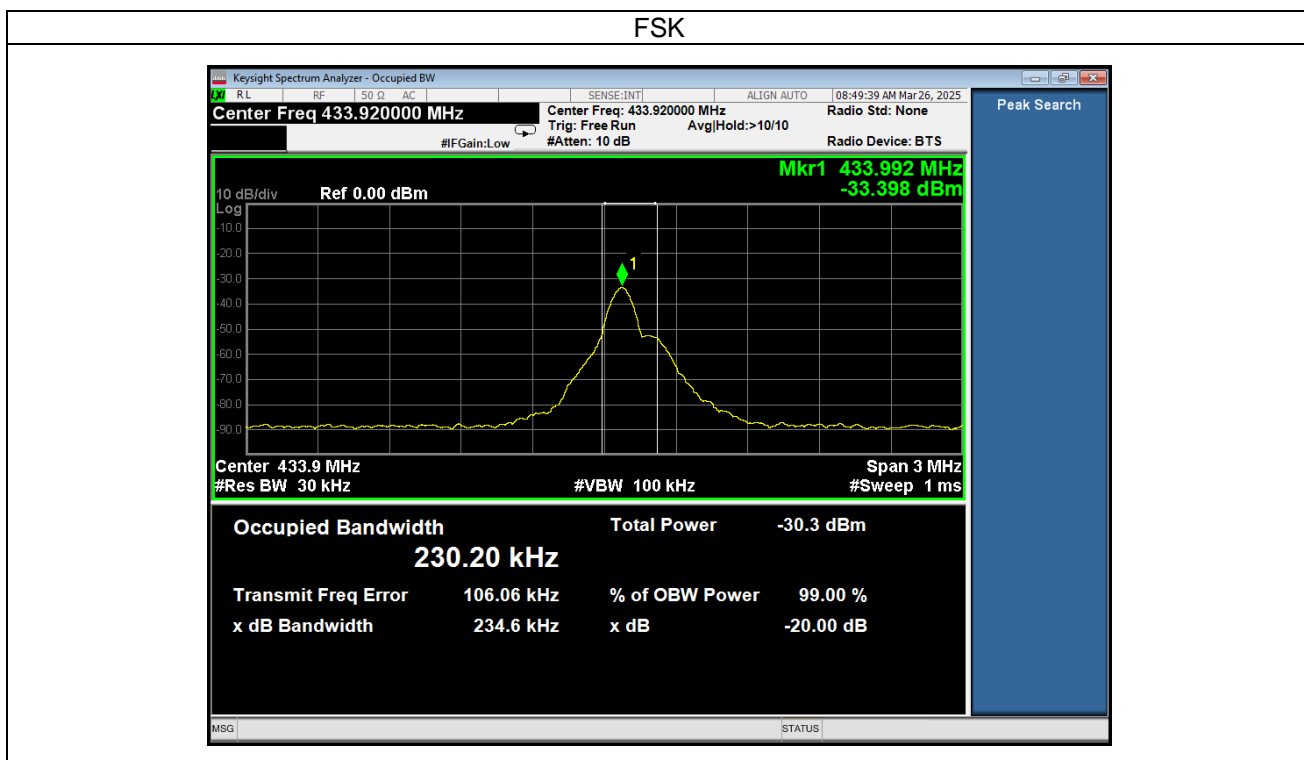 FSK
Keysight Spectrum Analyzer - Occupied BW
LXI RL RF 50 Ω AC SENSE:INT ALIGN AUTO 08:49:39 AM Mar 26, 2025
Center Freq 433.920000 MHz Center Freq: 433.920000 MHz Radio Std: None Peak Search
Trig: Free Run Avg|Hold:>10/10
#IFGain:Low #Atten: 10 dB Radio Device: BTS
Mkr1 433.992 MHz
10 dB/div Ref 0.00 dBm -33.398 dBm
Log
-10.0
-20.0
1
-30.0
-40.0
-50.0
-60.0
-70.0
-80.0
-90.0
Center 433.9 MHz Span 3 MHz
#Res BW 30 kHz #VBW 100 kHz #Sweep 1 ms
Occupied Bandwidth Total Power -30.3 dBm
230.20 kHz
Transmit Freq Error 106.06 kHz % of OBW Power 99.00 %
x dB Bandwidth 234.6 kHz x dB -20.00 dB
MSG STATUS